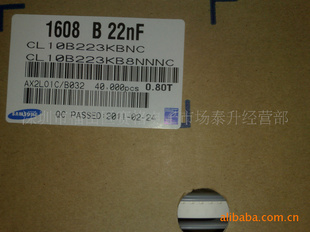 1608 B 22nF
CL10B223KBNC
CL10B223KB8NNNC
AX2L01C/B032 40,000pcs 0.80T
SAMSUNG
QC PASSED 2011-02-24
市场泰升经营部
alibaba.com.cn